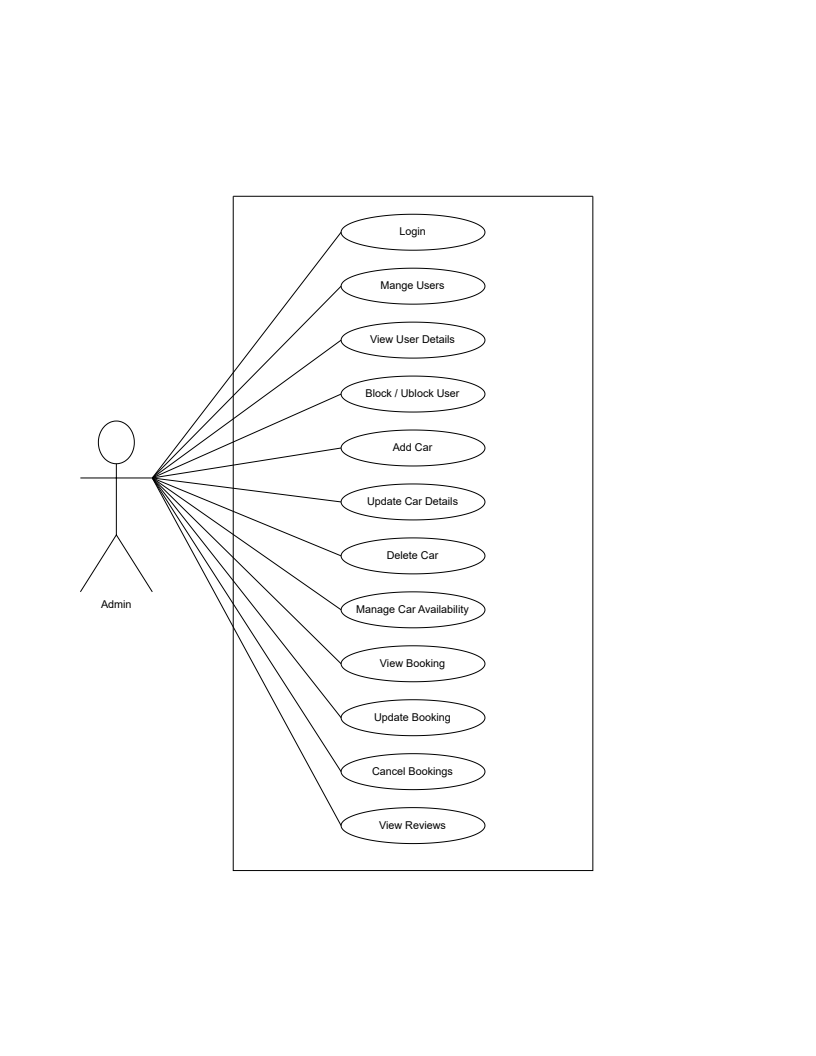 Login
Mange Users
View User Details
Block / Ublock User
Add Car
Update Car Details
Delete Car
Admin
Manage Car Availability
View Booking
Update Booking
Cancel Bookings
View Reviews